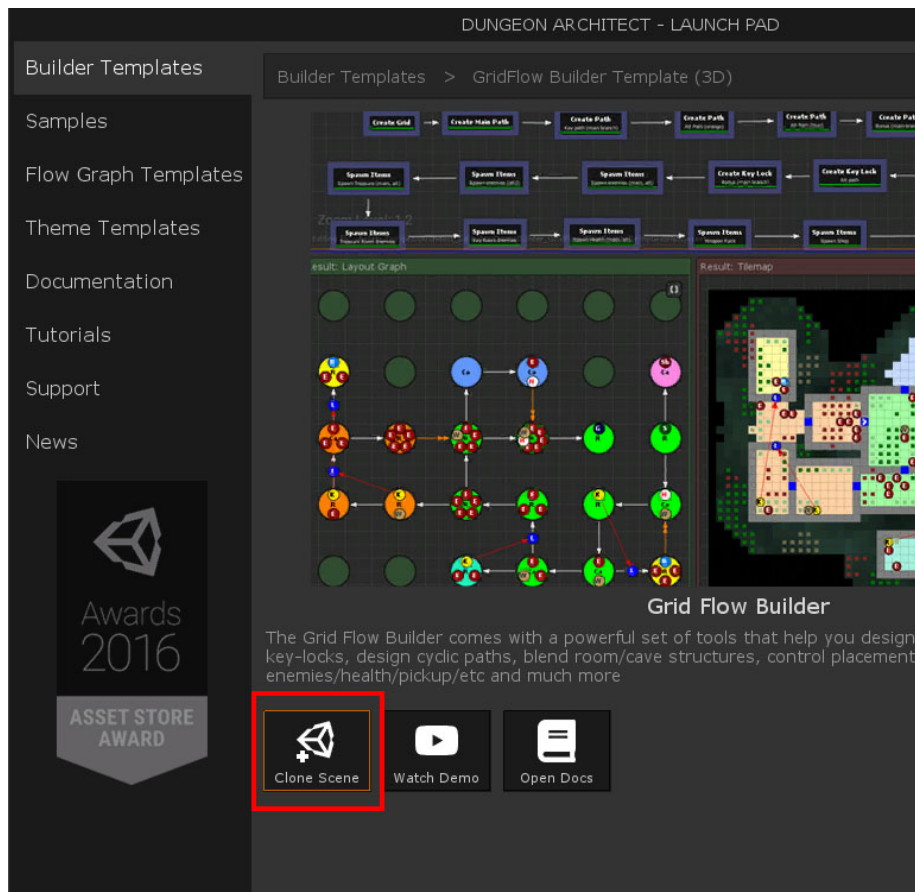 DUNGEON ARCHITECT - LAUNCH PAD
Builder Templates
Samples
Flow Graph Templates
Theme Templates
Documentation
Tutorials
Support
News
Awards
2016
ASSET STORE
AWARD
Builder Templates > GridFlow Builder Template (3D)
Create Grid
Create Main Path
Create Path
Create Path
Create Path
Create Pat
Spawn Items
Spawn Items
Spawn Items
Create Key Lock
Create Key Lock
Spawn Items
Spawn Items
Spawn Items
Spawn Items
Spawn Items
esult: Layout Graph
Result: Tilemap
Grid Flow Builder
The Grid Flow Builder comes with a powerful set of tools that help you design
key-locks, design cyclic paths, blend room/cave structures, control placement
enemies/health/pickup/etc and much more
Clone Scene
Watch Demo
Open Docs